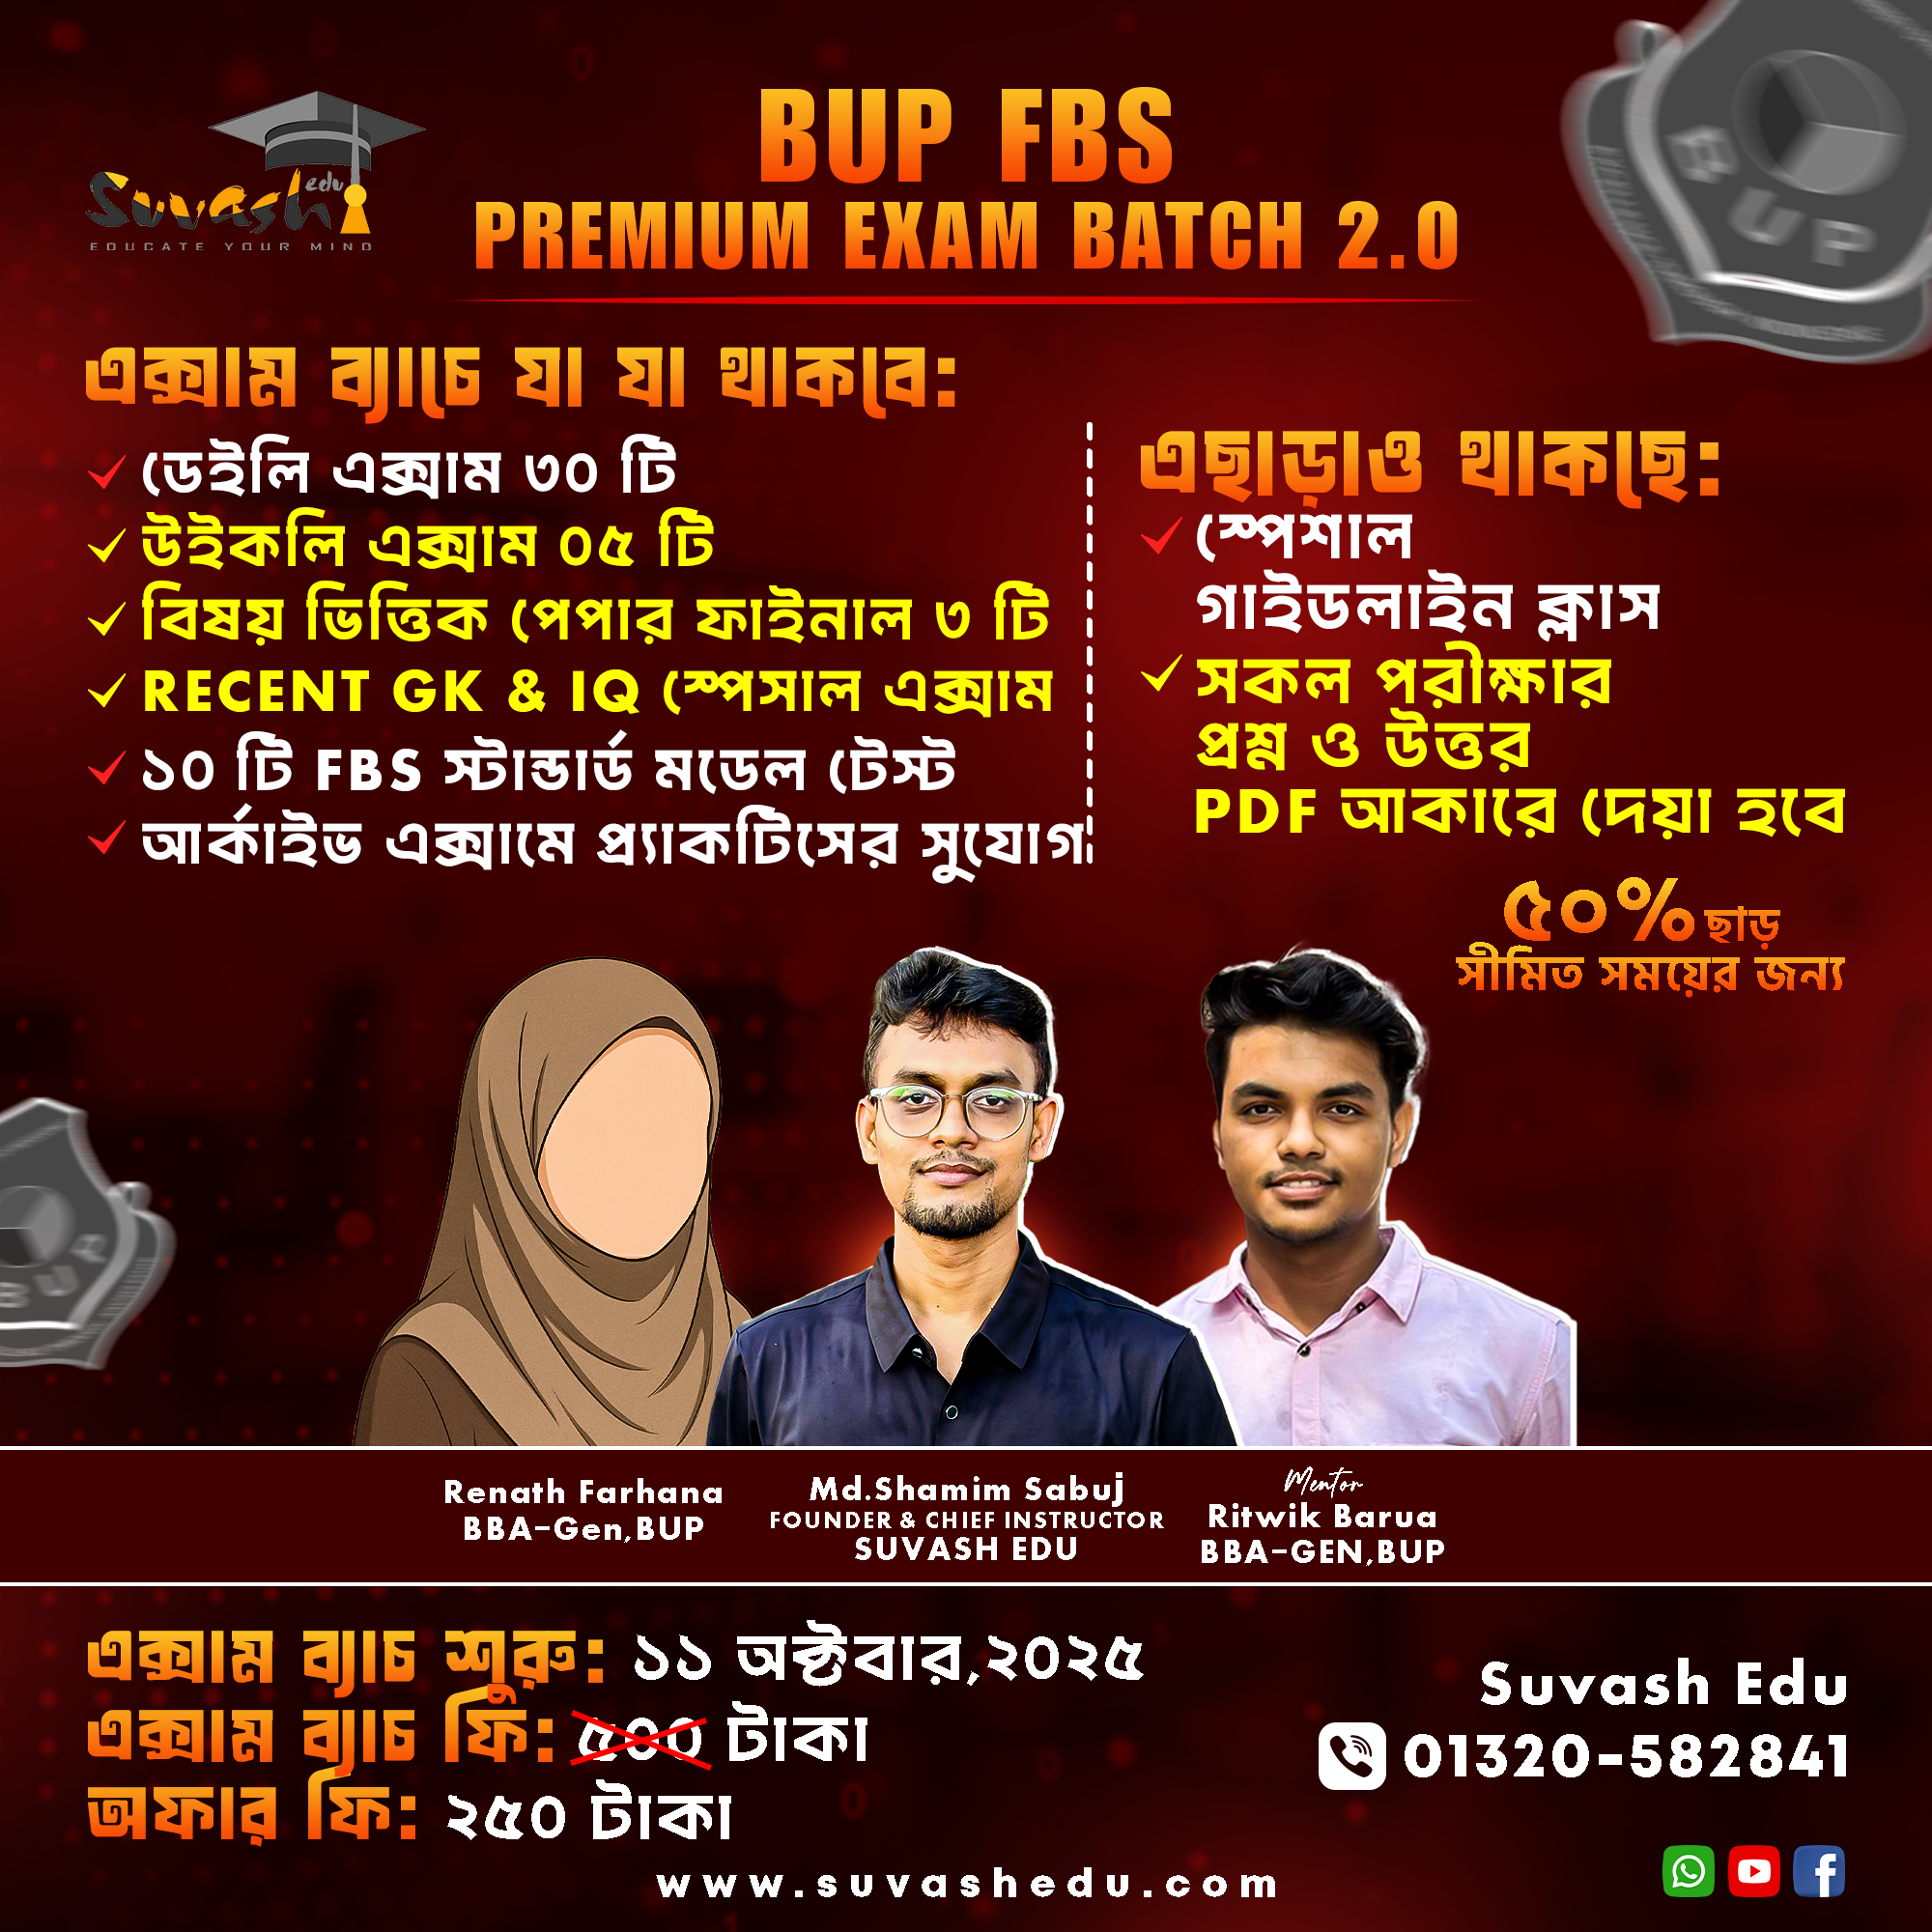 Suvash edu
EDUCATE YOUR MIND
BUP FBS
PREMIUM EXAM BATCH 2.0
BUP
এক্সাম ব্যাচে যা যা থাকবে:
ডেইলি এক্সাম ৩০ টি
উইকলি এক্সাম ০৫ টি
বিষয় ভিত্তিক পেপার ফাইনাল ৩ টি
RECENT GK & IQ স্পেসাল এক্সাম
১০ টি FBS স্টান্ডার্ড মডেল টেস্ট
আর্কাইভ এক্সামে প্র্যাকটিসের সুযোগ
এছাড়াও থাকছে:
স্পেশাল
গাইডলাইন ক্লাস
সকল পরীক্ষার
প্রশ্ন ও উত্তর
PDF আকারে দেয়া হবে
৫০% ছাড়
সীমিত সময়ের জন্য
Renath Farhana
BBA-Gen,BUP
Md.Shamim Sabuj
FOUNDER & CHIEF INSTRUCTOR
SUVASH EDU
Mentor
Ritwik Barua
BBA-GEN,BUP
এক্সাম ব্যাচ শুরু: ১১ অক্টবার,২০২৫
এক্সাম ব্যাচ ফি: ৫০০ টাকা
অফার ফি: ২৫০ টাকা
Suvash Edu
01320-582841
www.suvashedu.com